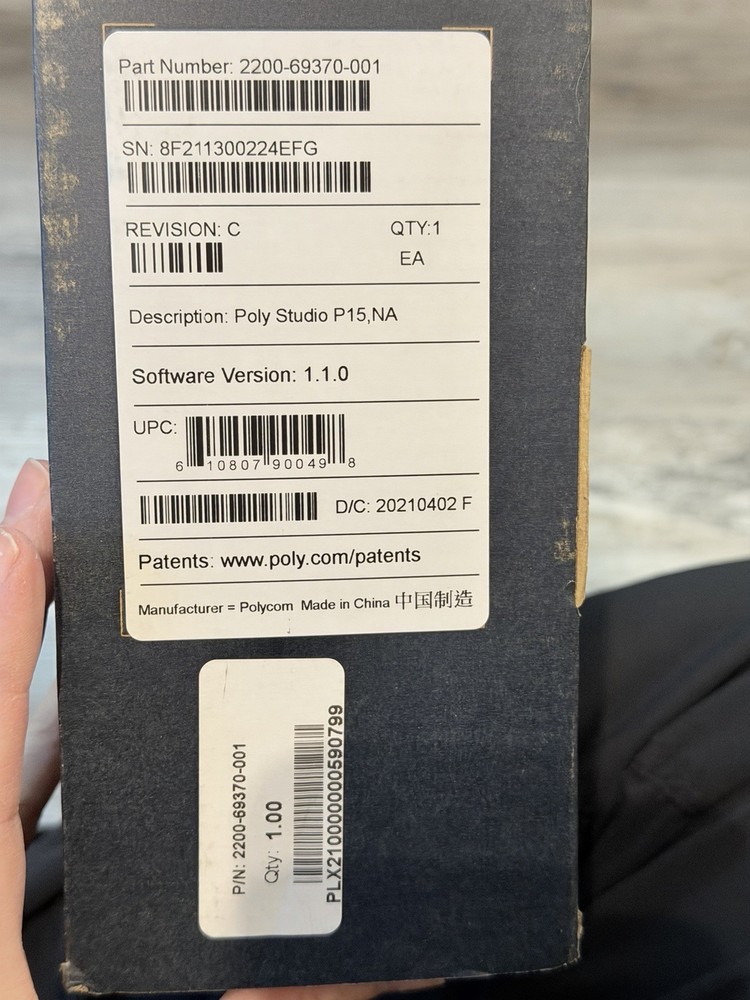 Part Number: 2200-69370-001
SN: 8F211300224EFG
REVISION: C QTY:1
EA
Description: Poly Studio P15,NA
Software Version: 1.1.0
UPC:
6 10807 90049 8
D/C: 20210402 F
Patents: www.poly.com/patents
Manufacturer = Polycom Made in China 中国制造
P/N: 2200-69370-001
Qty: 1.00
PLX2100000000590799